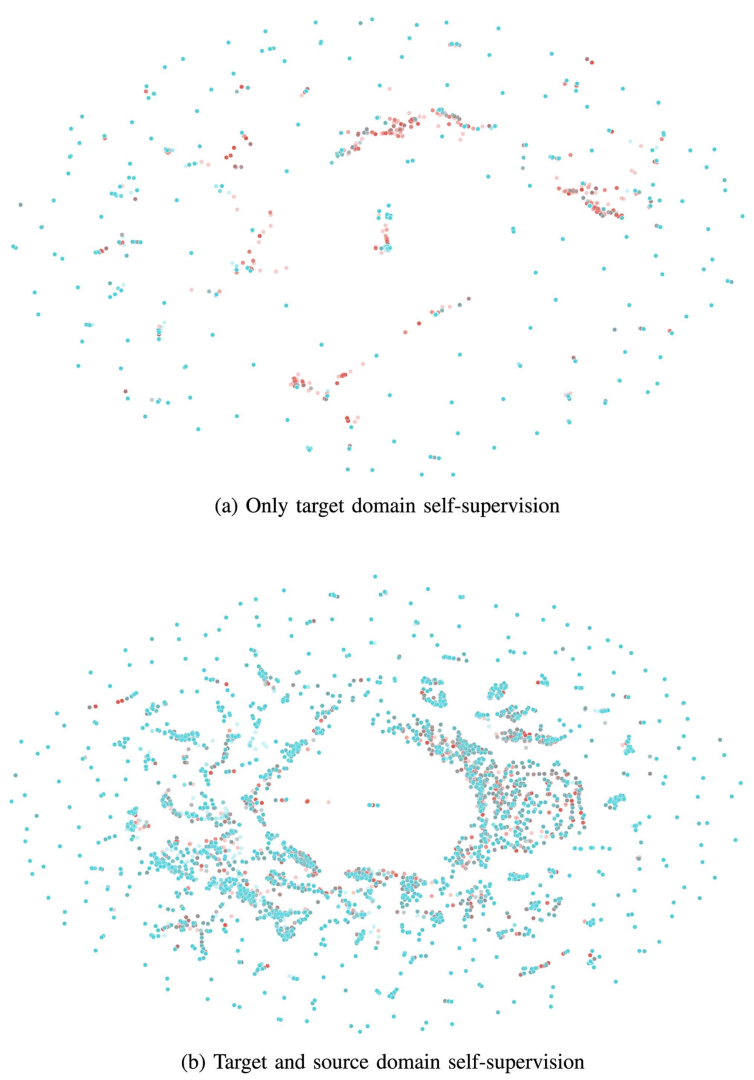 (a) Only target domain self-supervision
(b) Target and source domain self-supervision